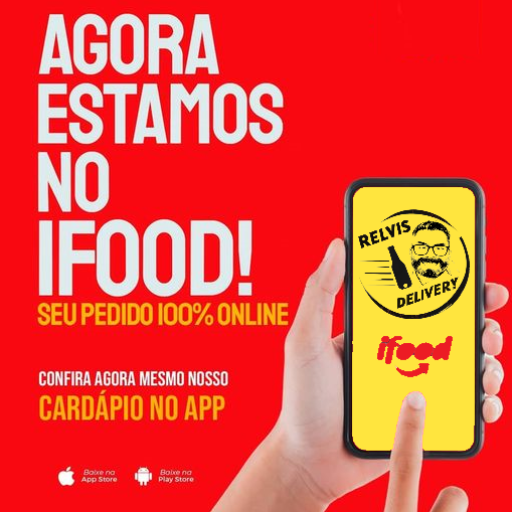 AGORA
ESTAMOS
NO
IFOOD!
SEU PEDIDO 100% ONLINE
CONFIRA AGORA MESMO NOSSO
CARDÁPIO NO APP
Baixe na
App Store
Baixe na
Play Store
RELVIS
DELIVERY
ifood